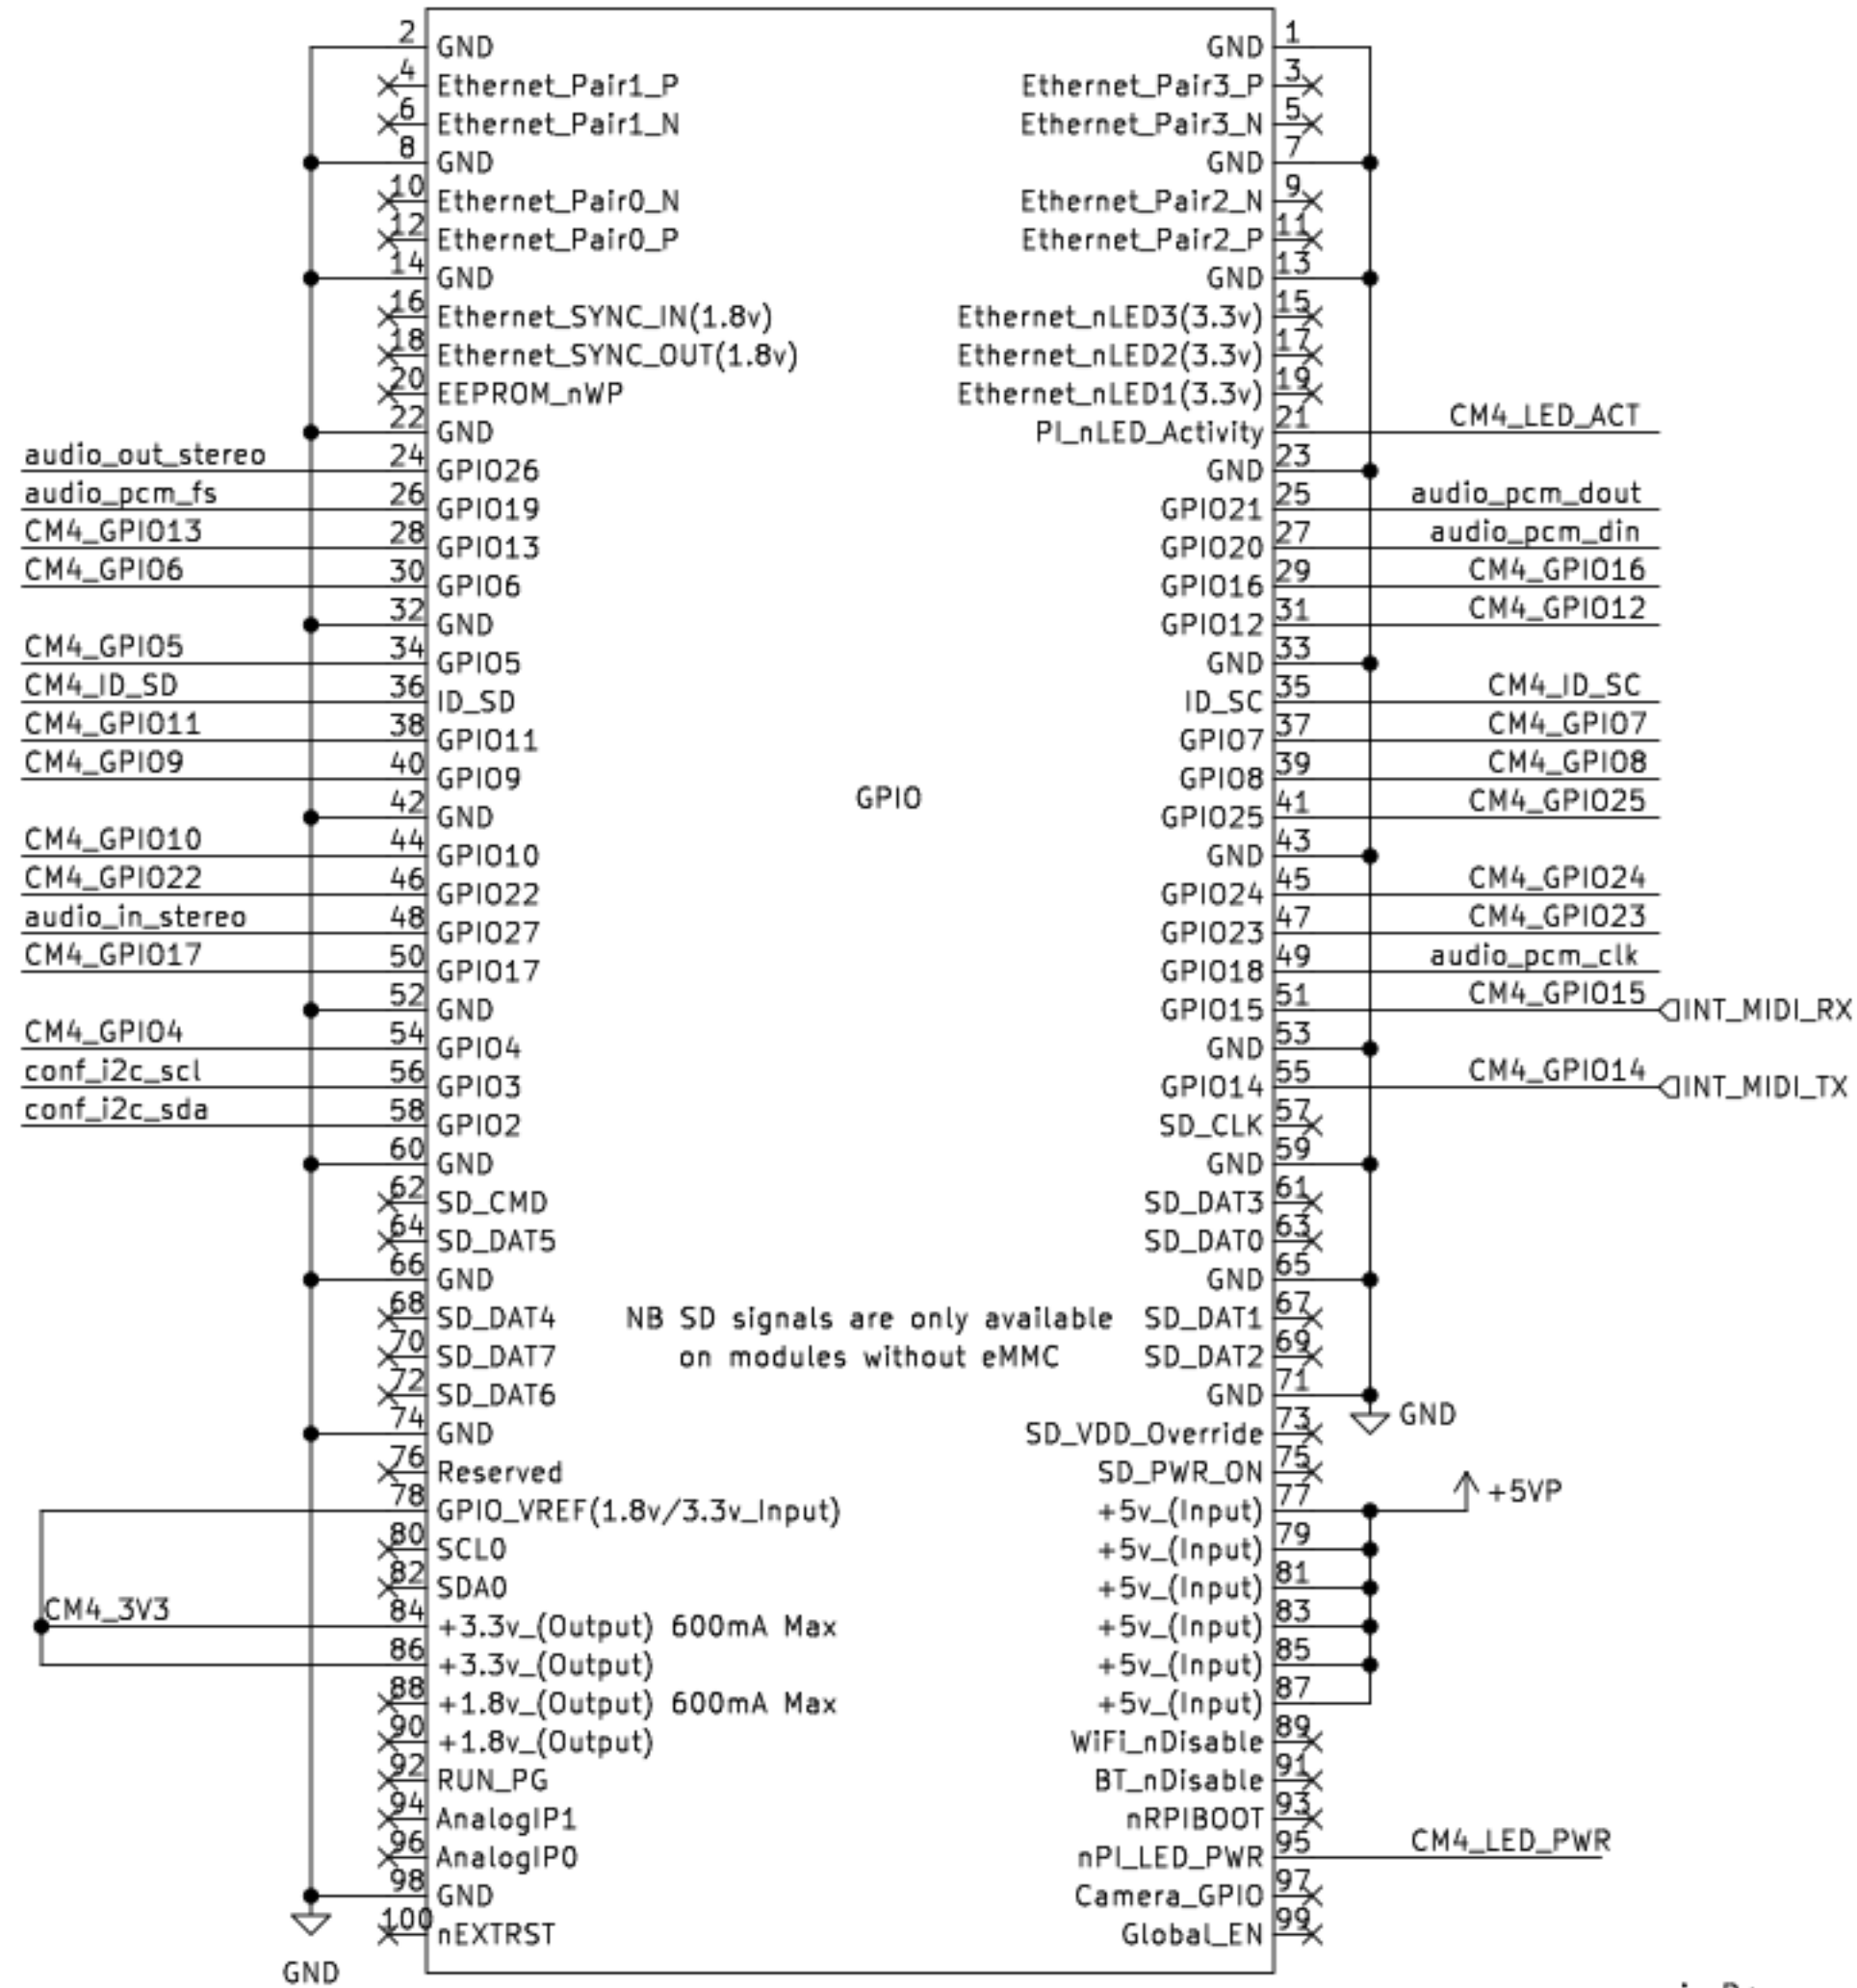 2 GND GND 1
4 Ethernet_Pair1_P Ethernet_Pair3_P 3
6 Ethernet_Pair1_N Ethernet_Pair3_N 5
8 GND GND 7
10 Ethernet_Pair0_N Ethernet_Pair2_N 9
12 Ethernet_Pair0_P Ethernet_Pair2_P 11
14 GND GND 13
16 Ethernet_SYNC_IN(1.8v) Ethernet_nLED3(3.3v) 15
18 Ethernet_SYNC_OUT(1.8v) Ethernet_nLED2(3.3v) 17
20 EEPROM_nWP Ethernet_nLED1(3.3v) 19
22 GND PI_nLED_Activity 21 CM4_LED_ACT
audio_out_stereo 24 GPIO26 GND 23
audio_pcm_fs 26 GPIO19 GPIO21 25 audio_pcm_dout
CM4_GPIO13 28 GPIO13 GPIO20 27 audio_pcm_din
CM4_GPIO6 30 GPIO6 GPIO16 29 CM4_GPIO16
32 GND GPIO12 31 CM4_GPIO12
CM4_GPIO5 34 GPIO5 GND 33
CM4_ID_SD 36 ID_SD ID_SC 35 CM4_ID_SC
CM4_GPIO11 38 GPIO11 GPIO7 37 CM4_GPIO7
CM4_GPIO9 40 GPIO9 GPIO8 39 CM4_GPIO8
GPIO
42 GND GPIO25 41 CM4_GPIO25
CM4_GPIO10 44 GPIO10 GND 43
CM4_GPIO22 46 GPIO22 GPIO24 45 CM4_GPIO24
audio_in_stereo 48 GPIO27 GPIO23 47 CM4_GPIO23
CM4_GPIO17 50 GPIO17 GPIO18 49 audio_pcm_clk
52 GND GPIO15 51 CM4_GPIO15 INT_MIDI_RX
CM4_GPIO4 54 GPIO4 GND 53
conf_i2c_scl 56 GPIO3 GPIO14 55 CM4_GPIO14 INT_MIDI_TX
conf_i2c_sda 58 GPIO2 SD_CLK 57
60 GND GND 59
62 SD_CMD SD_DAT3 61
64 SD_DAT5 SD_DAT0 63
66 GND GND 65
68 SD_DAT4 NB SD signals are only available SD_DAT1 67
70 SD_DAT7 on modules without eMMC SD_DAT2 69
72 SD_DAT6 GND 71 GND
74 GND SD_VDD_Override 73
76 Reserved SD_PWR_ON 75
78 GPIO_VREF(1.8v/3.3v_Input) +5v_(Input) 77 +5VP
80 SCL0 +5v_(Input) 79
82 SDA0 +5v_(Input) 81
CM4_3V3 84 +3.3v_(Output) 600mA Max +5v_(Input) 83
86 +3.3v_(Output) +5v_(Input) 85
88 +1.8v_(Output) 600mA Max +5v_(Input) 87
90 +1.8v_(Output) WiFi_nDisable 89
92 RUN_PG BT_nDisable 91
94 AnalogIP1 nRPIBOOT 93
96 AnalogIP0 nPI_LED_PWR 95 CM4_LED_PWR
98 GND Camera_GPIO 97
100 nEXTRST Global_EN 99
GND